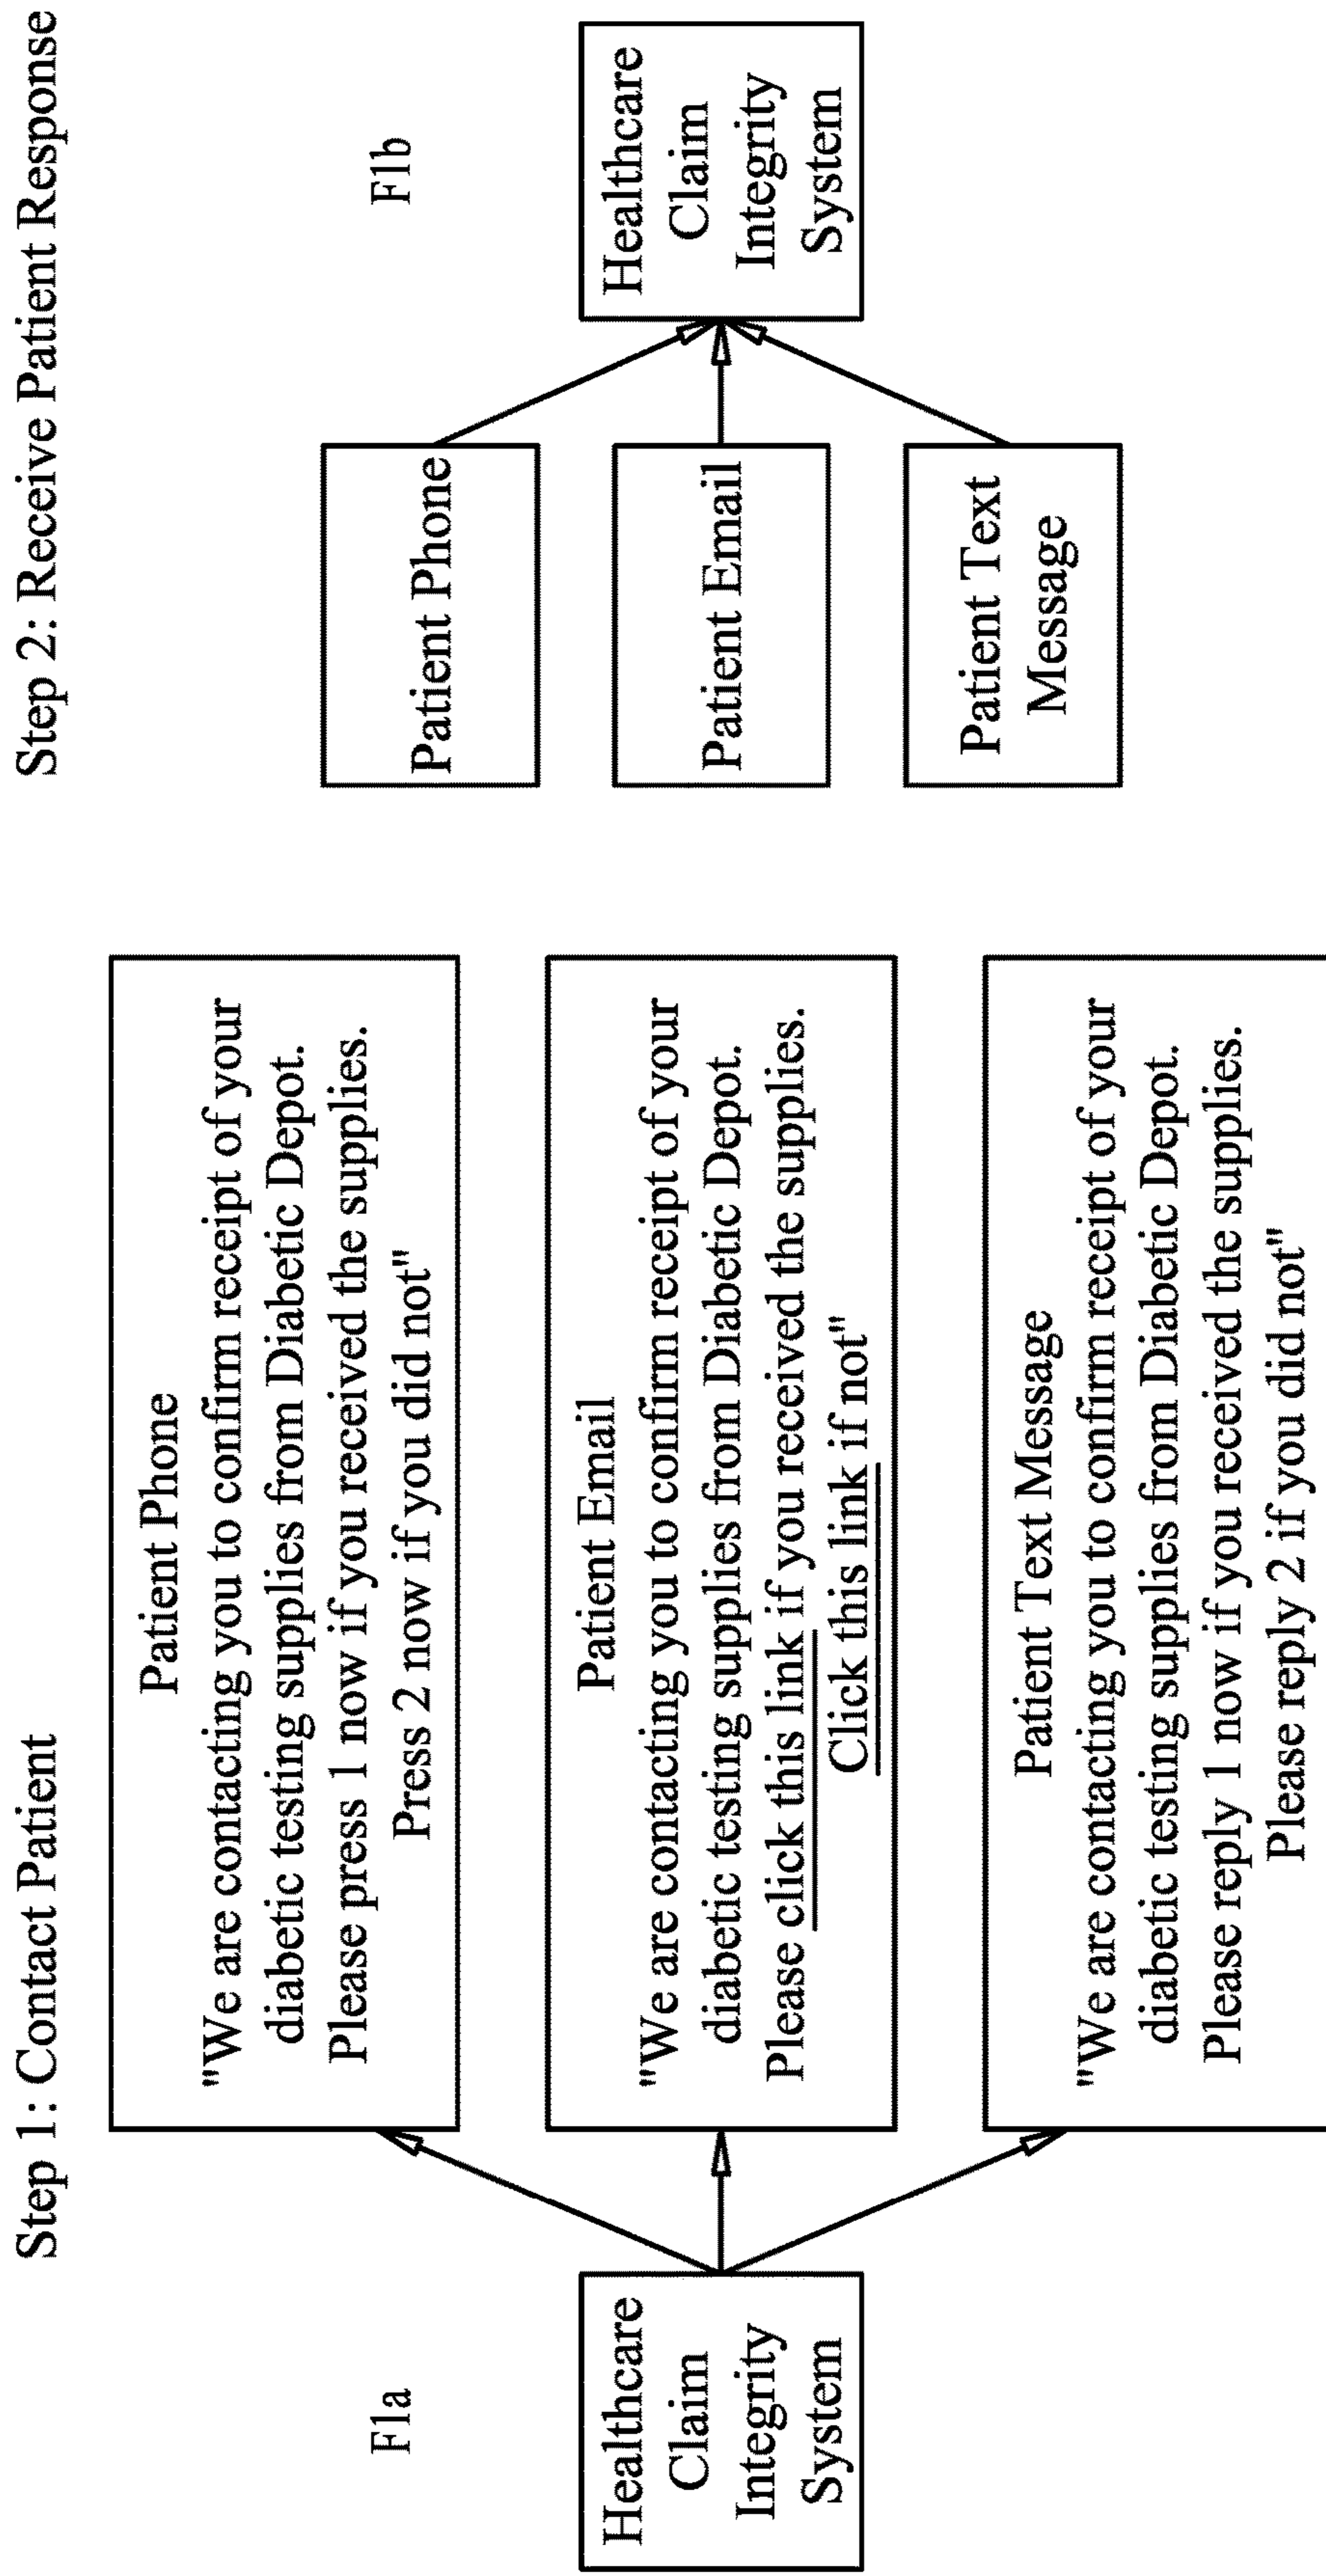 Step 1: Contact Patient
F1a
Healthcare
Claim
Integrity
System
Patient Phone
"We are contacting you to confirm receipt of your
diabetic testing supplies from Diabetic Depot.
Please press 1 now if you received the supplies.
Press 2 now if you did not"
Patient Email
"We are contacting you to confirm receipt of your
diabetic testing supplies from Diabetic Depot.
Please click this link if you received the supplies.
Click this link if not"
Patient Text Message
"We are contacting you to confirm receipt of your
diabetic testing supplies from Diabetic Depot.
Please reply 1 now if you received the supplies.
Please reply 2 if you did not"
Step 2: Receive Patient Response
F1b
Patient Phone
Patient Email
Patient Text
Message
Healthcare
Claim
Integrity
System